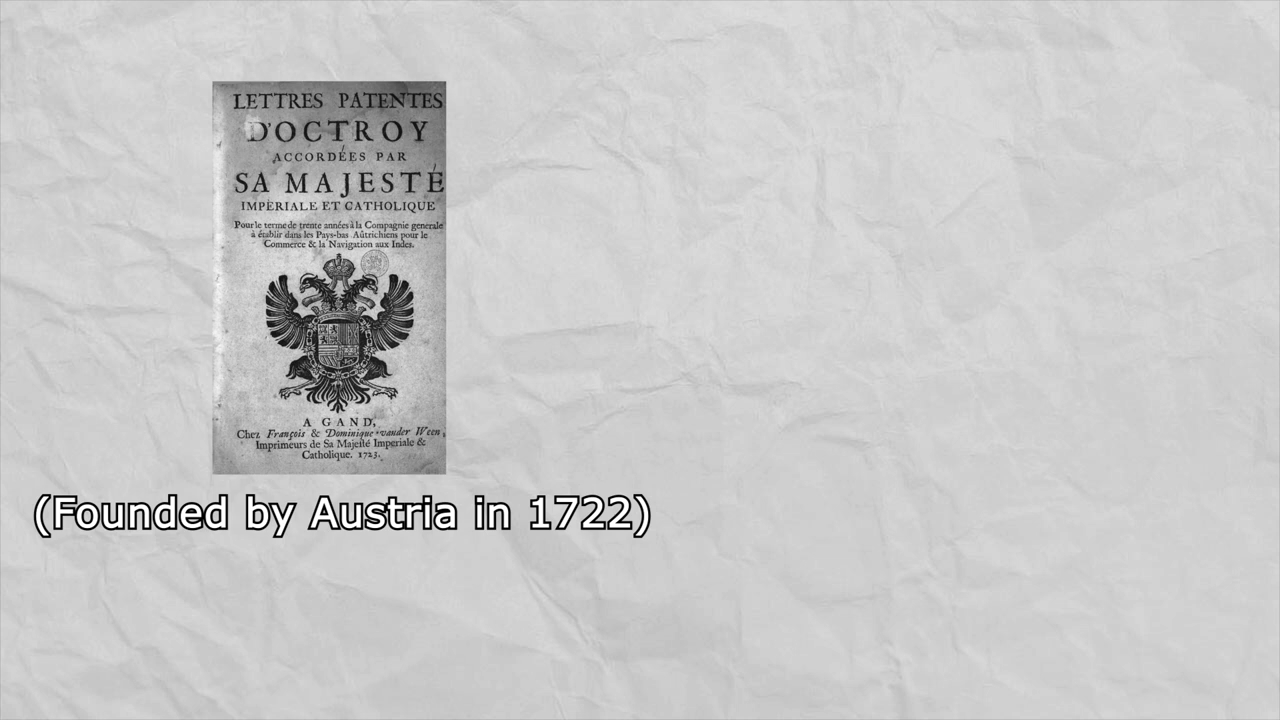 LETTRES PATENTES
D'OCTROY
ACCORDÉES PAR
SA MAJESTÉ
IMPERIALE ET CATHOLIQUE
Pour le terme de trente années à la Compagnie generale
à établir dans les Pays-bas Aûtrichiens pour le
Commerce & la Navigation aux Indes.
A GAND,
Chez François & Dominique vander Ween,
Imprimeurs de Sa Majesté Imperiale &
Catholique. 1723.
(Founded by Austria in 1722)